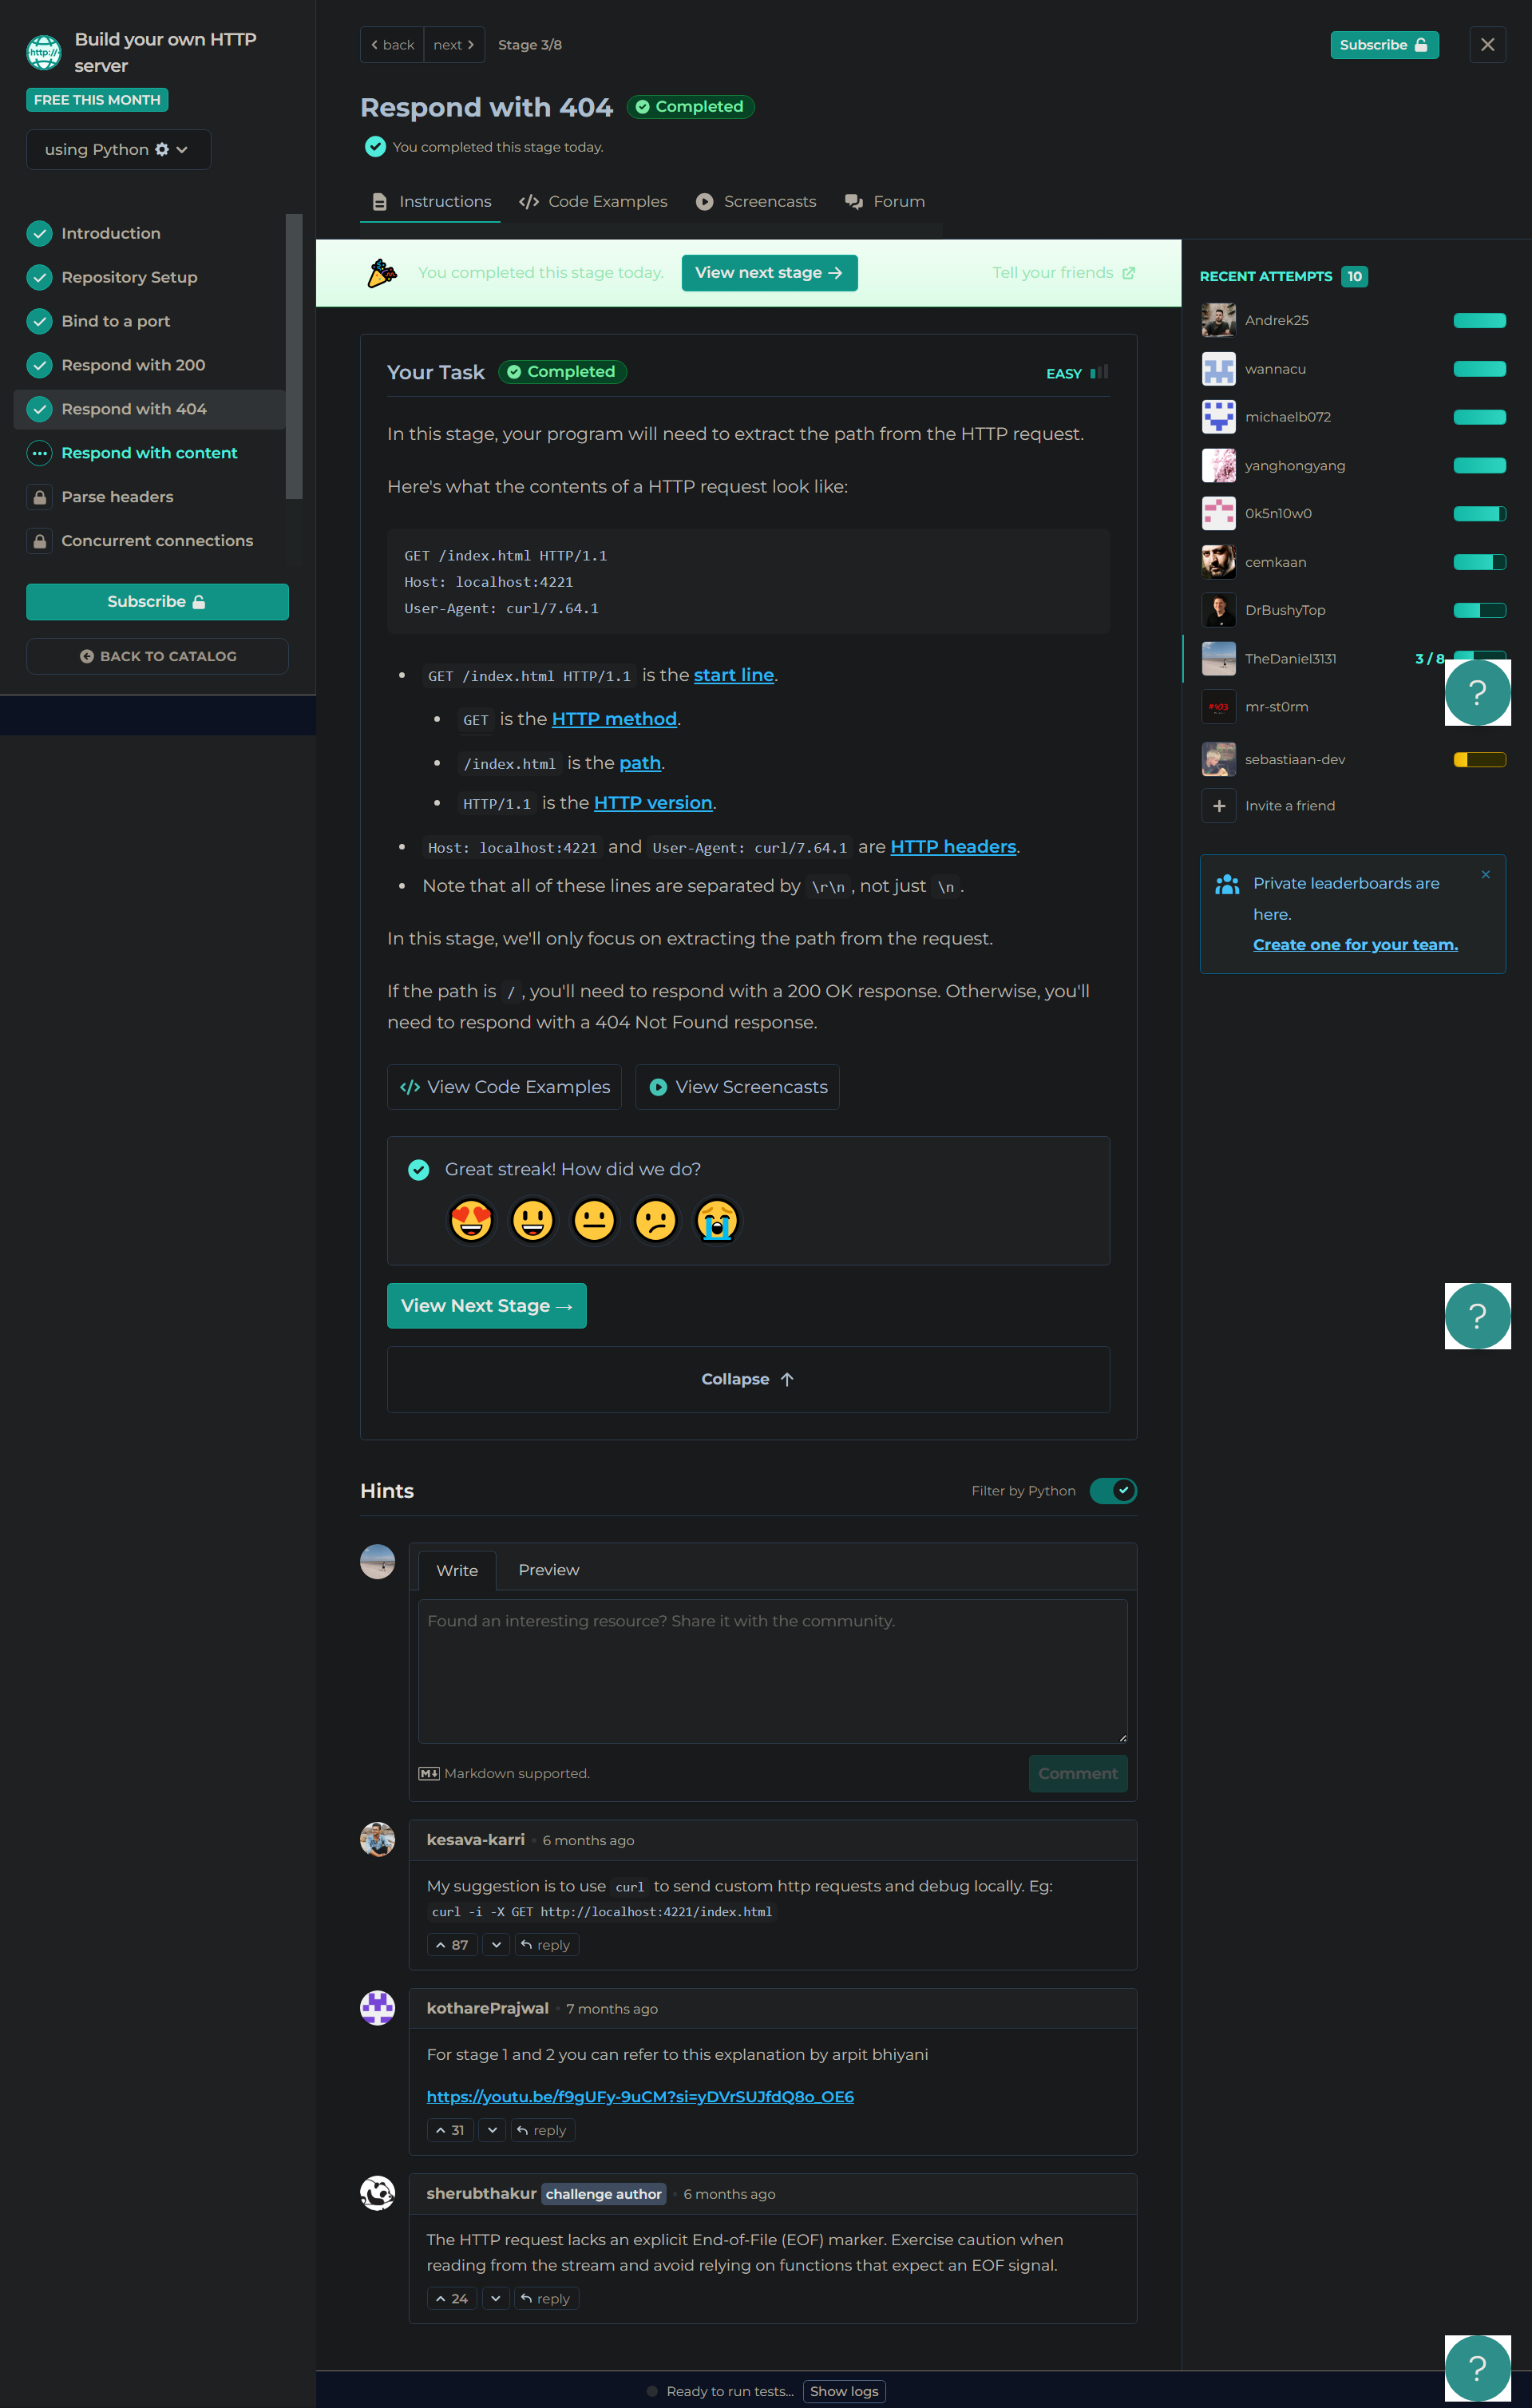 Build your own HTTP
server
FREE THIS MONTH
using Python
Introduction
Repository Setup
Bind to a port
Respond with 200
Respond with 404
Respond with content
Parse headers
Concurrent connections
Subscribe
BACK TO CATALOG
back
next
Stage 3/8
Subscribe
Respond with 404
Completed
You completed this stage today.
Instructions
Code Examples
Screencasts
Forum
You completed this stage today.
View next stage →
Tell your friends
Your Task
Completed
EASY
In this stage, your program will need to extract the path from the HTTP request.
Here's what the contents of a HTTP request look like:
GET /index.html HTTP/1.1
Host: localhost:4221
User-Agent: curl/7.64.1
GET /index.html HTTP/1.1 is the start line.
GET is the HTTP method.
/index.html is the path.
HTTP/1.1 is the HTTP version.
Host: localhost:4221 and User-Agent: curl/7.64.1 are HTTP headers.
Note that all of these lines are separated by \r\n, not just \n.
In this stage, we'll only focus on extracting the path from the request.
If the path is /, you'll need to respond with a 200 OK response. Otherwise, you'll
need to respond with a 404 Not Found response.
View Code Examples
View Screencasts
Great streak! How did we do?
View Next Stage →
Collapse ↑
Hints
Filter by Python
Write
Preview
Found an interesting resource? Share it with the community.
Markdown supported.
Comment
kesava-karri • 6 months ago
My suggestion is to use curl to send custom http requests and debug locally. Eg:
curl -i -X GET http://localhost:4221/index.html
87
reply
kotharePrajwal • 7 months ago
For stage 1 and 2 you can refer to this explanation by arpit bhiyani
https://youtu.be/f9gUFy-9uCM?si=yDVrSUJfdQ8o_OE6
31
reply
sherubthakur challenge author • 6 months ago
The HTTP request lacks an explicit End-of-File (EOF) marker. Exercise caution when
reading from the stream and avoid relying on functions that expect an EOF signal.
24
reply
RECENT ATTEMPTS 10
Andrek25
wannacu
michaelb072
yanghongyang
0k5n10w0
cemkaan
DrBushyTop
TheDaniel3131
3 / 8
mr-st0rm
sebastiaan-dev
Invite a friend
Private leaderboards are
here.
Create one for your team.
?
?
?
Ready to run tests...
Show logs